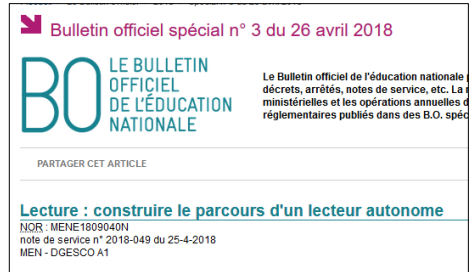 Bulletin officiel spécial n° 3 du 26 avril 2018
BO
LE BULLETIN
OFFICIEL
DE L'ÉDUCATION
NATIONALE
Le Bulletin officiel de l'éducation nationale
décrets, arrêtés, notes de service, etc. La
ministérielles et les opérations annuelles
réglementaires publiés dans des B.O.
PARTAGER CET ARTICLE
Lecture : construire le parcours d'un lecteur autonome
NOR : MENE1809040N
note de service n° 2018-049 du 25-4-2018
MEN - DGESCO A1